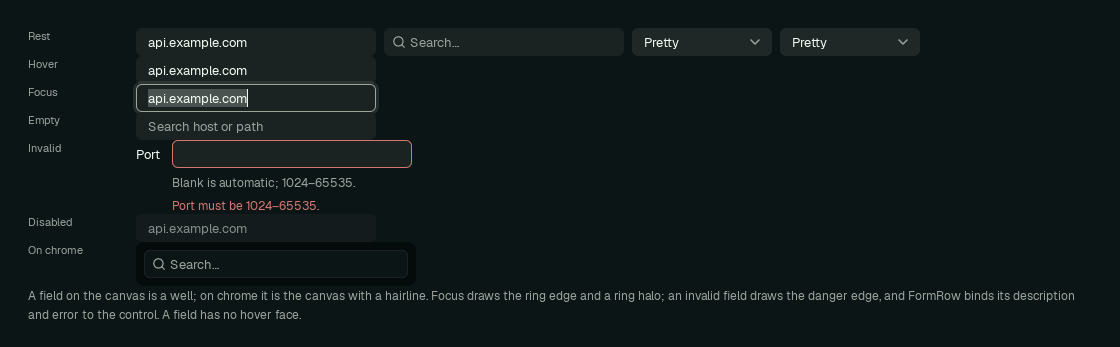 Rest
api.example.com
Search...
Pretty
Pretty
Hover
api.example.com
Focus
api.example.com
Empty
Search host or path
Invalid
Port
Blank is automatic; 1024–65535.
Port must be 1024–65535.
Disabled
api.example.com
On chrome
Search...
A field on the canvas is a well; on chrome it is the canvas with a hairline. Focus draws the ring edge and a ring halo; an invalid field draws the danger edge, and FormRow binds its description
and error to the control. A field has no hover face.